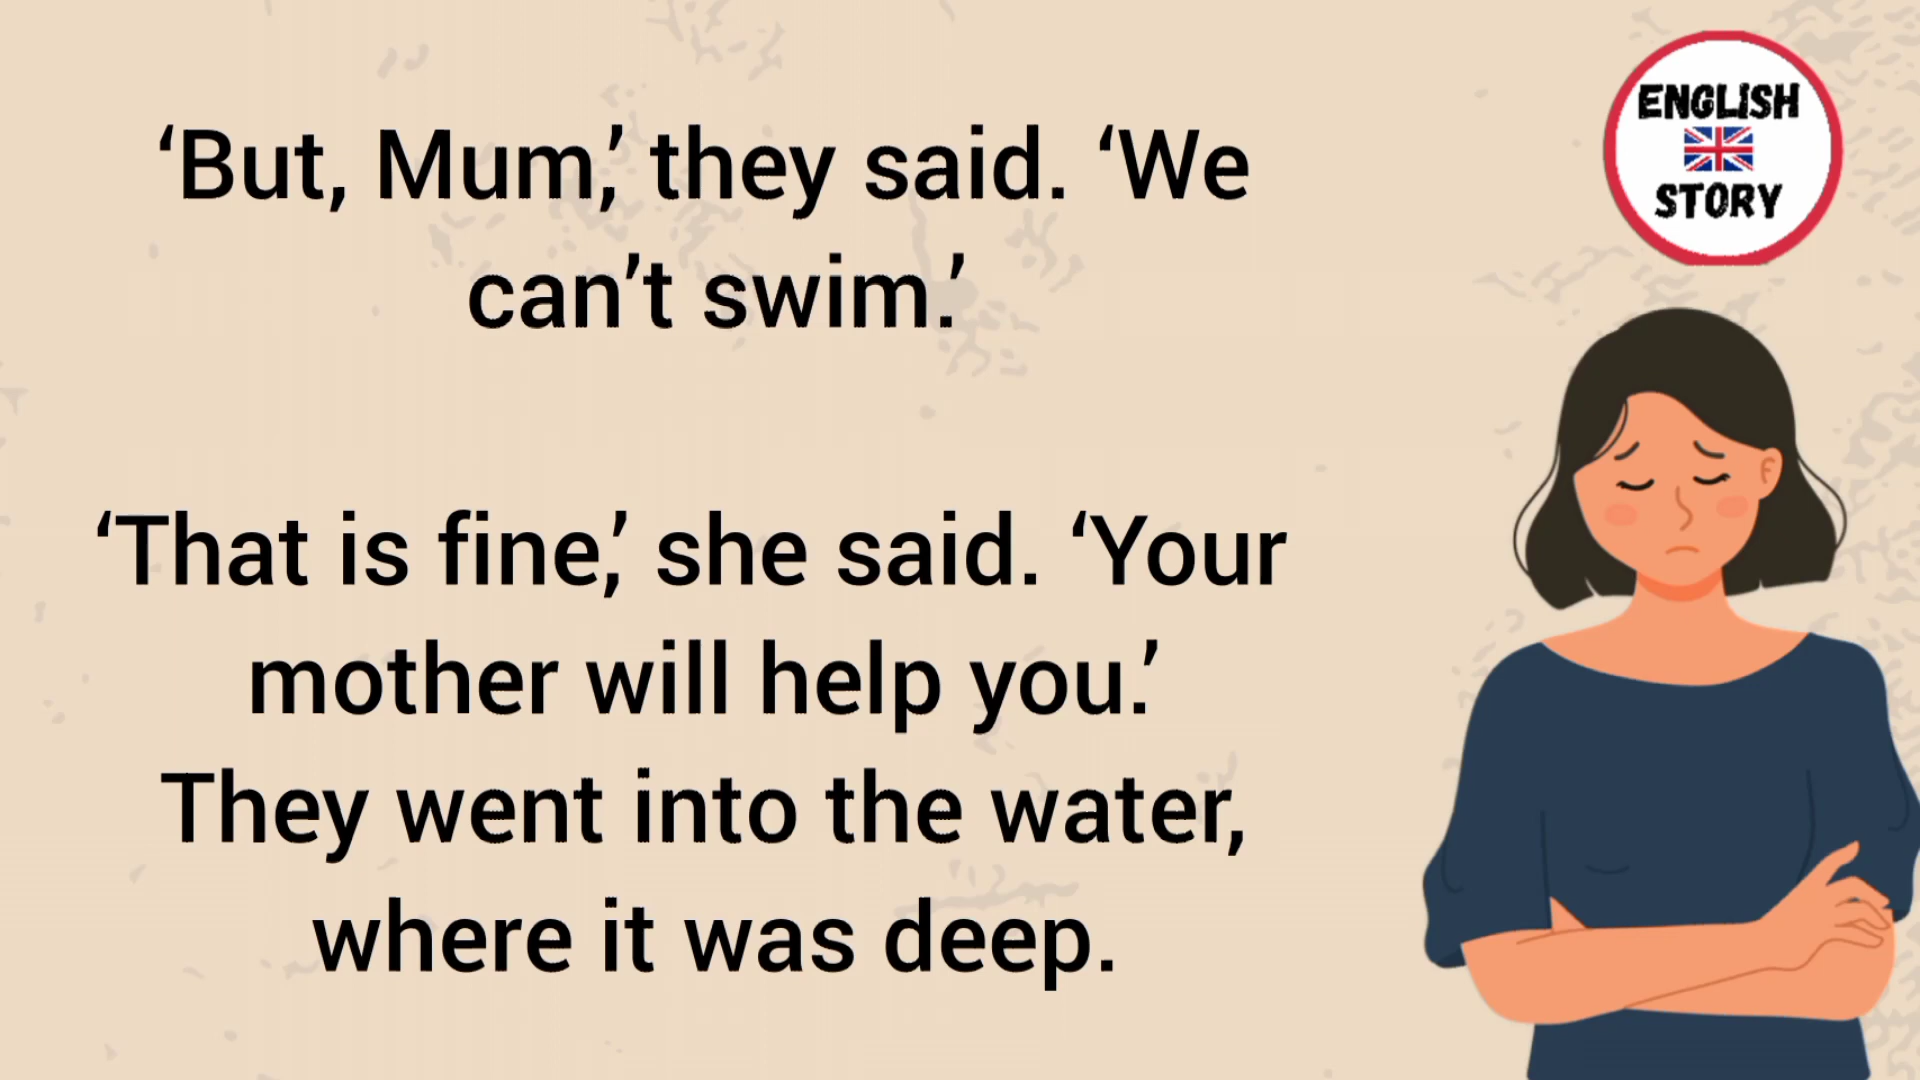 ‘But, Mum,’ they said. ‘We
can’t swim.’
‘That is fine,’ she said. ‘Your
mother will help you.’
They went into the water,
where it was deep.
ENGLISH
STORY